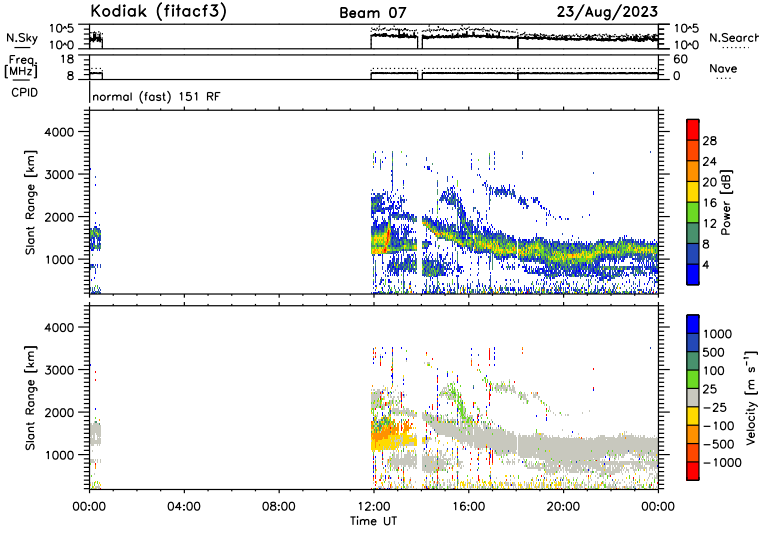 Kodiak (fitacf3) Beam 07 23/Aug/2023
N.Sky 10^5 10^0 10^5 10^0 N.Search
Freq. [MHz] 18 8 60 0 Nave
CPID normal (fast) 151 RF
Slant Range [km] 4000 3000 2000 1000
Power [dB] 28 24 20 16 12 8 4
Slant Range [km] 4000 3000 2000 1000
Velocity [m s⁻¹] 1000 500 100 25 −25 −100 −500 −1000
00:00 04:00 08:00 12:00 16:00 20:00 00:00
Time UT